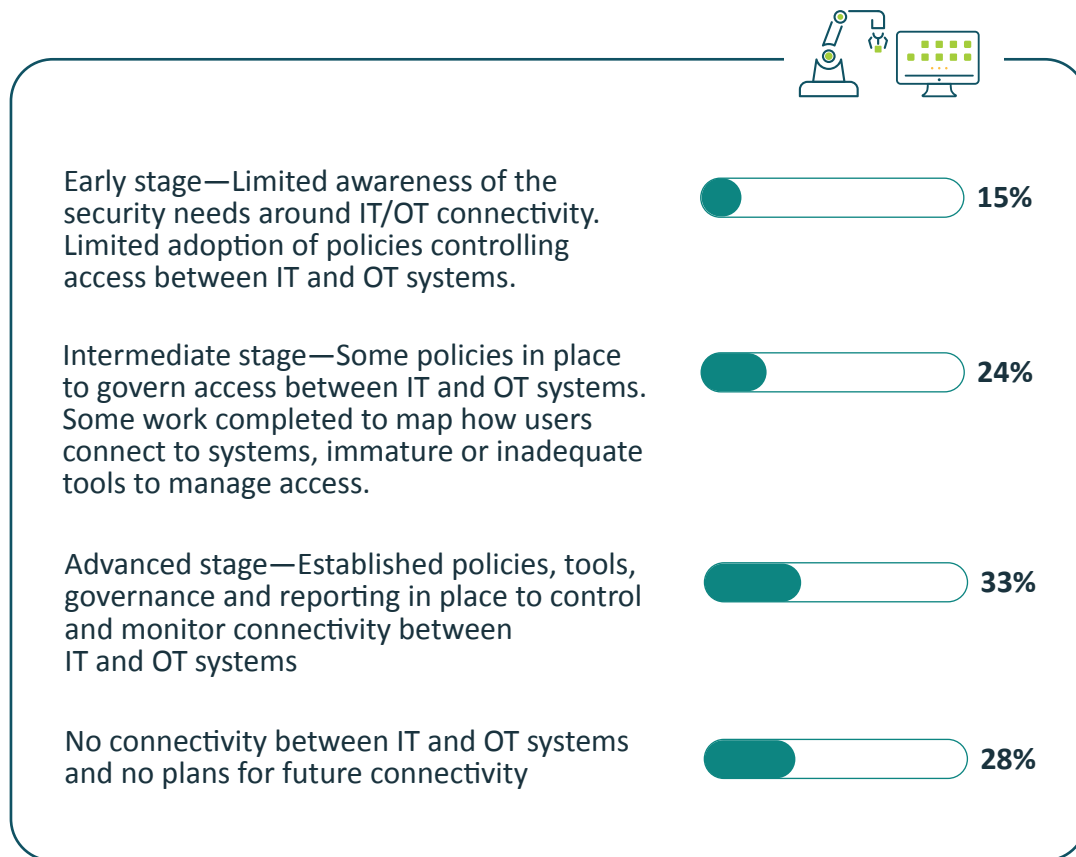 Early stage—Limited awareness of the
security needs around IT/OT connectivity.
Limited adoption of policies controlling
access between IT and OT systems.
15%
Intermediate stage—Some policies in place
to govern access between IT and OT systems.
Some work completed to map how users
connect to systems, immature or inadequate
tools to manage access.
24%
Advanced stage—Established policies, tools,
governance and reporting in place to control
and monitor connectivity between
IT and OT systems
33%
No connectivity between IT and OT systems
and no plans for future connectivity
28%